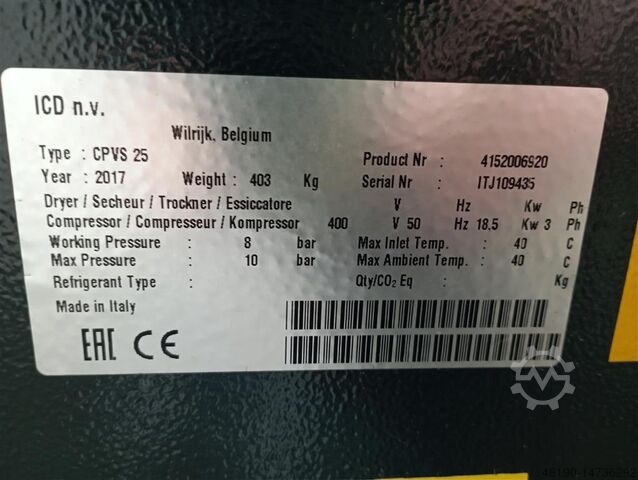 ICD n.v.
Wilrijk, Belgium
Type : CPVS 25 Product Nr : 4152006920
Year : 2017 Weight : 403 Kg Serial Nr : ITJ109435
Dryer / Secheur / Trockner / Essiccatore V Hz Kw Ph
Compressor / Compresseur / Kompressor 400 V 50 Hz 18,5 Kw 3 Ph
Working Pressure : 8 bar Max Inlet Temp. : 40 C
Max Pressure : 10 bar Max Ambient Temp. : 40 C
Refrigerant Type : Qty/CO2 Eq : Kg
Made in Italy
EAC CE
48190-14736292